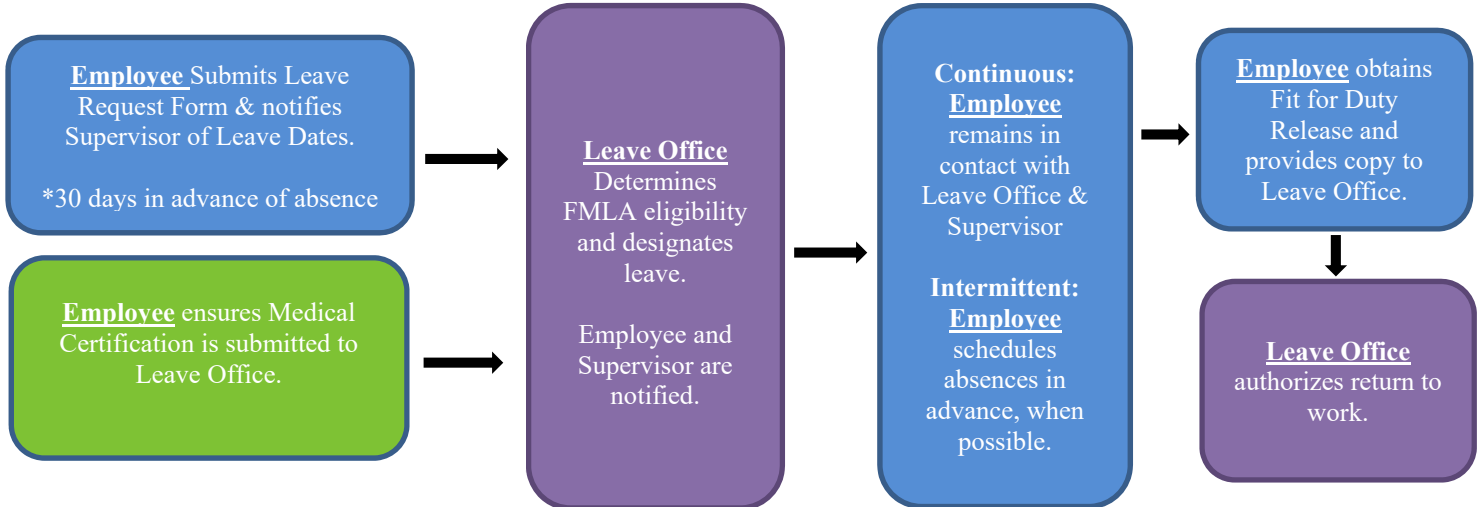 Employee Submits Leave
Request Form & notifies
Supervisor of Leave Dates.
*30 days in advance of absence
Employee ensures Medical
Certification is submitted to
Leave Office.
Leave Office
Determines
FMLA eligibility
and designates
leave.
Employee and
Supervisor are
notified.
Continuous:
Employee
remains in
contact with
Leave Office &
Supervisor
Intermittent:
Employee
schedules
absences in
advance, when
possible.
Employee obtains
Fit for Duty
Release and
provides copy to
Leave Office.
Leave Office
authorizes return to
work.